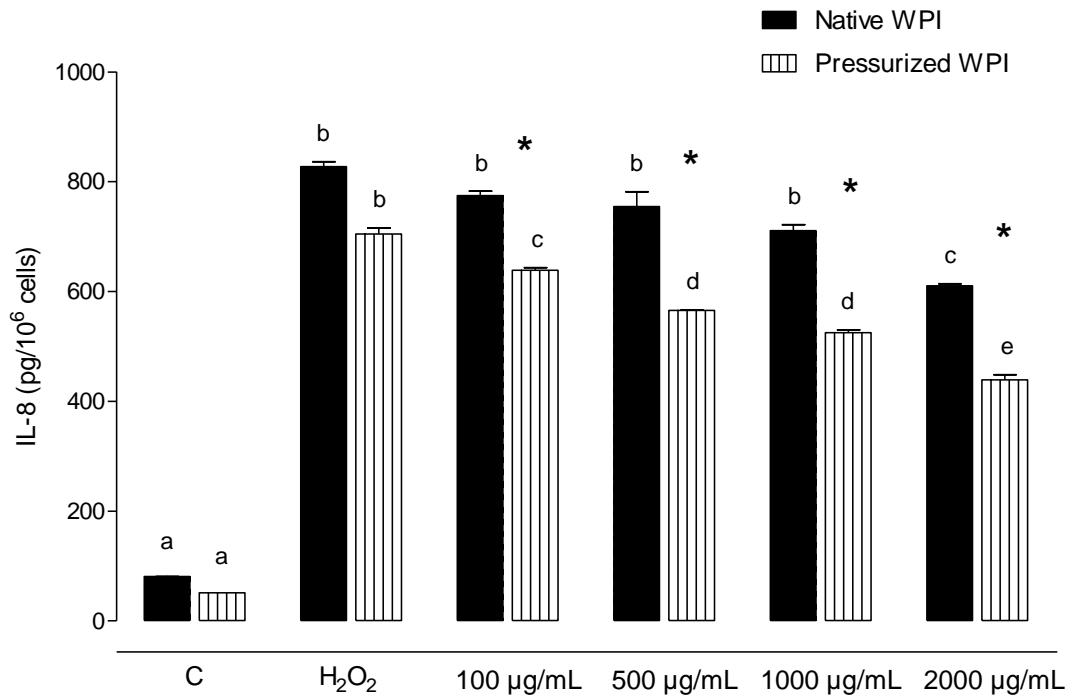 Native WPI
Pressurized WPI
IL-8 (pg/10⁶ cells)
1000
800
600
400
200
0
a
a
b
b
b
*
c
b
*
d
b
*
d
c
*
e
C
H₂O₂
100 µg/mL
500 µg/mL
1000 µg/mL
2000 µg/mL